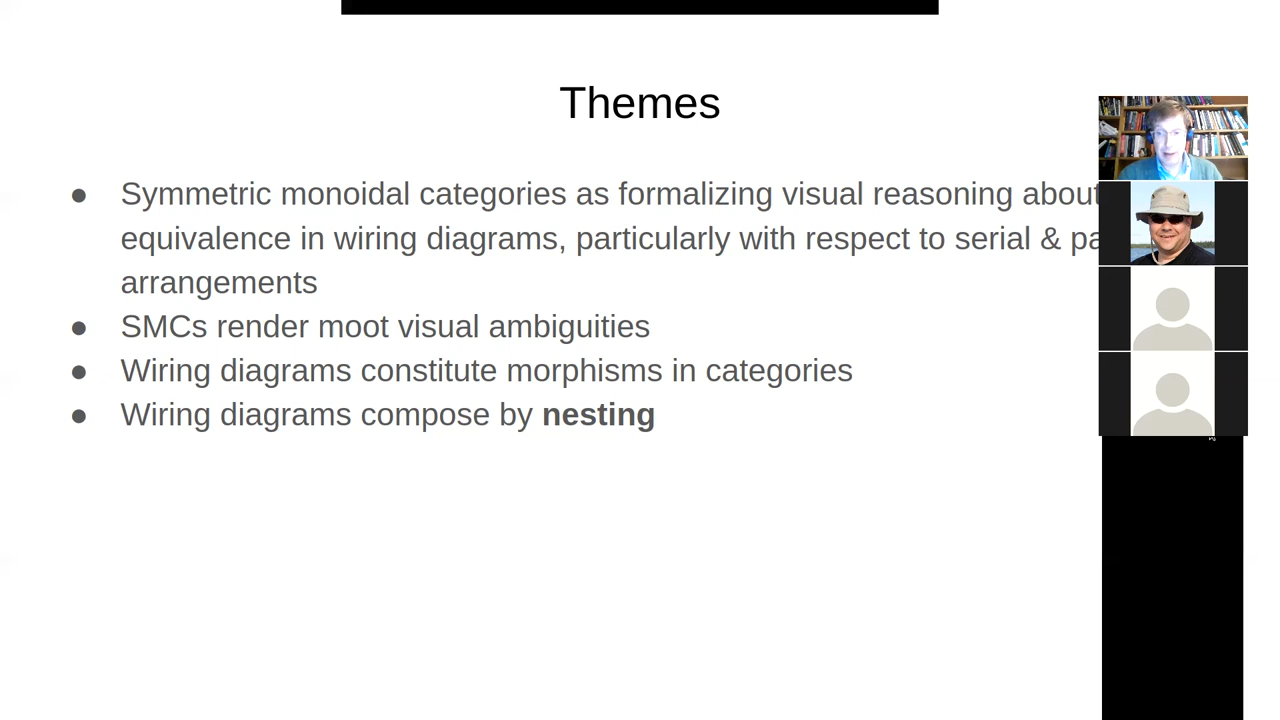 Themes
● Symmetric monoidal categories as formalizing visual reasoning about
equivalence in wiring diagrams, particularly with respect to serial & pa
arrangements
● SMCs render moot visual ambiguities
● Wiring diagrams constitute morphisms in categories
● Wiring diagrams compose by nesting